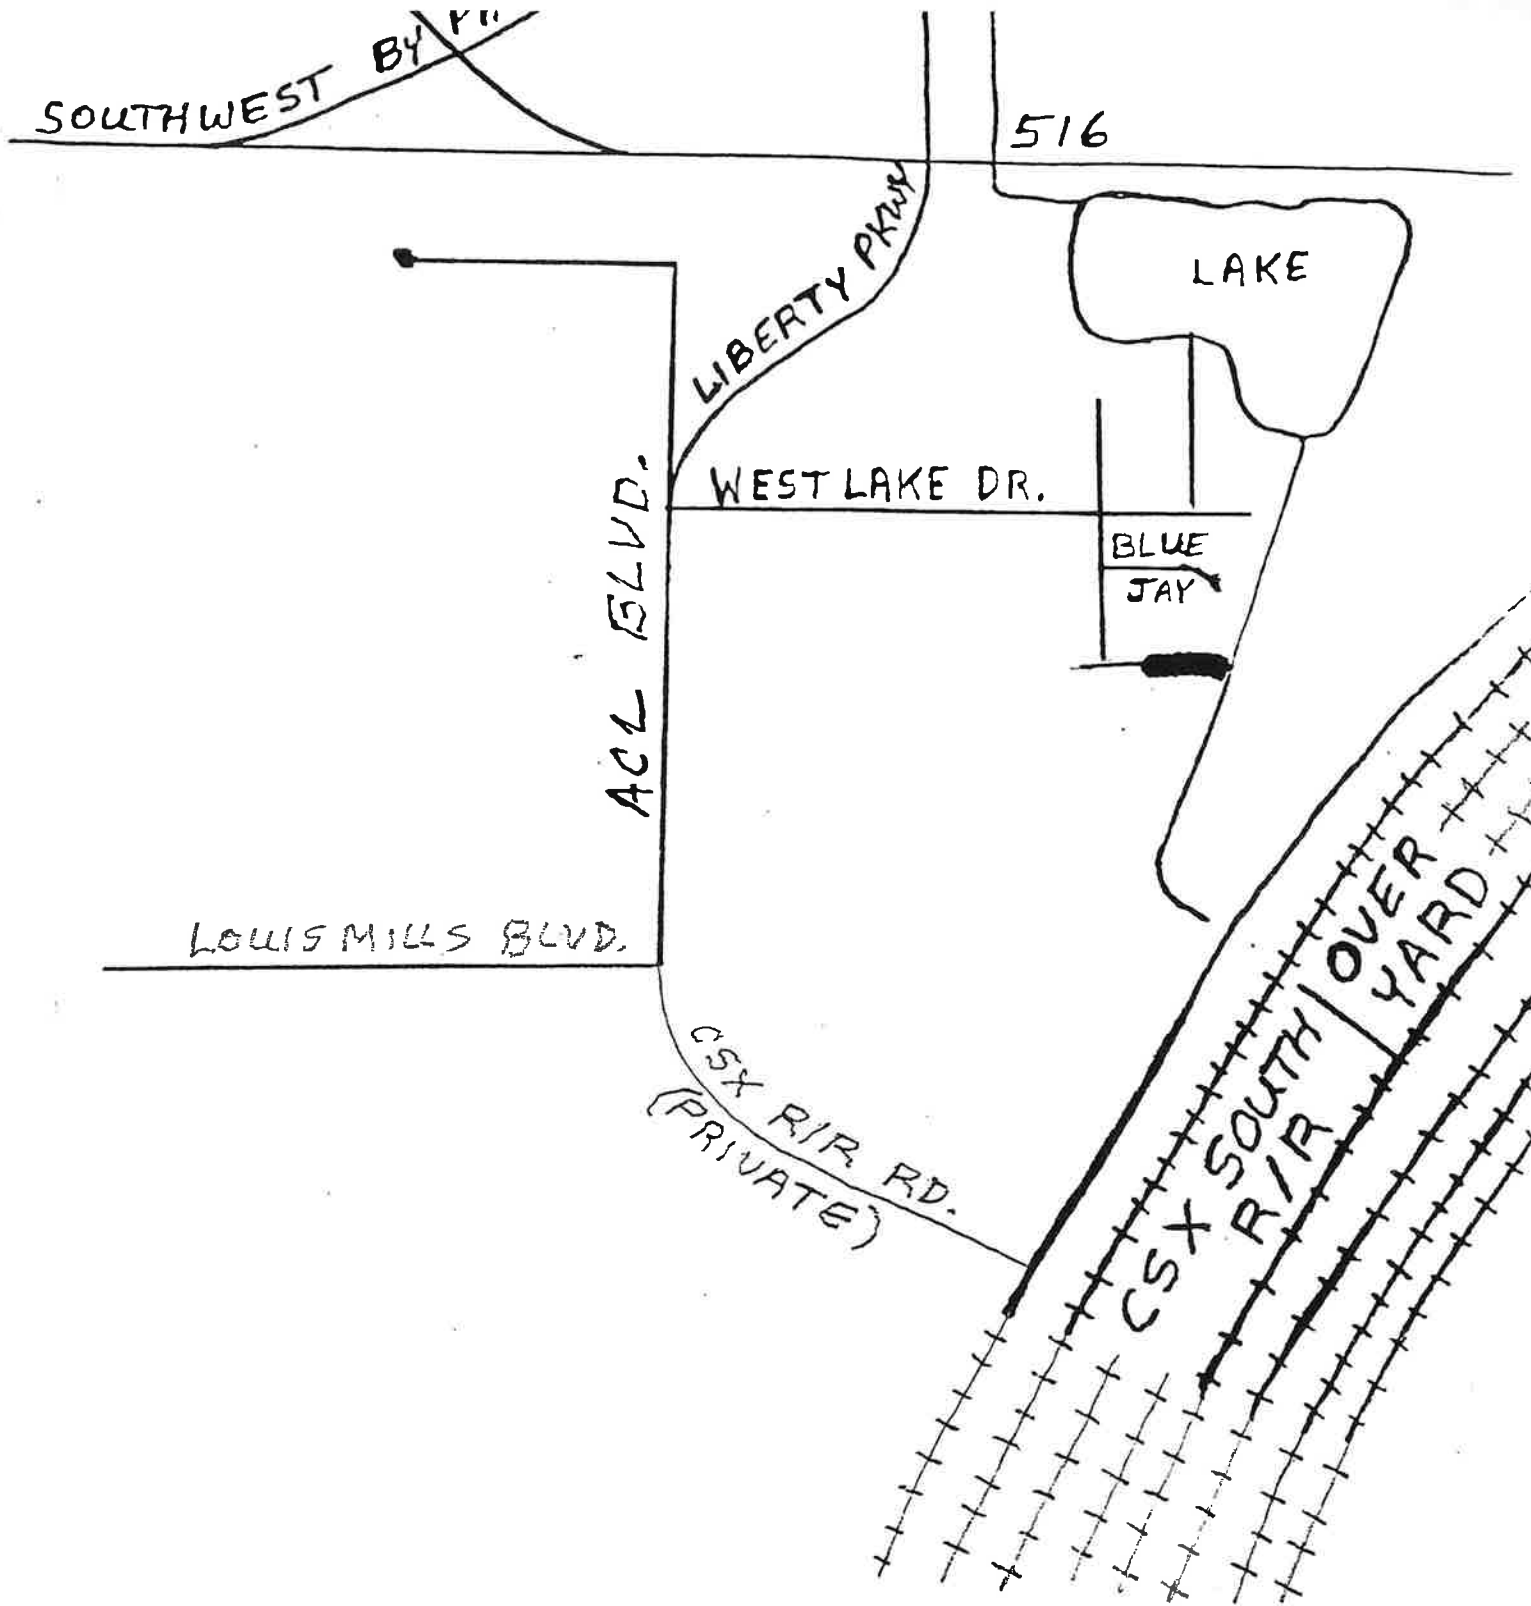 SOUTHWEST BY
516
LIBERTY PKWY
LAKE
WEST LAKE DR.
BLUE
JAY
ACL BLVD.
LOUIS MILLS BLVD.
CSX R/R RD.
(PRIVATE)
OVER
YARD
CSX SOUTH
R/R